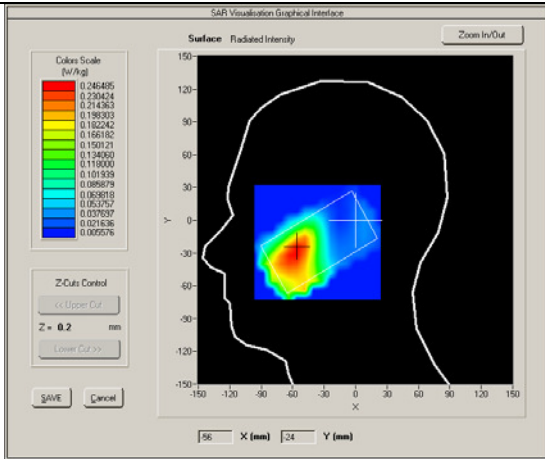 SAR Visualisation Graphical Interface
Surface Radiated Intensity
Zoom In/Out
Colors Scale
(W/kg)
0.246485
0.230424
0.214363
0.198303
0.182242
0.166182
0.150121
0.134060
0.118000
0.101939
0.085879
0.069818
0.053757
0.037697
0.021636
0.005576
Z-Cuts Control
<< Upper Cut
Z = 0.2 mm
Lower Cut >>
SAVE
Cancel
150
120
90
60
30
0
-30
-60
-90
-120
-150
Y
-150 -120 -90 -60 -30 0 30 60 90 120 150
X
-56 X (mm) -24 Y (mm)